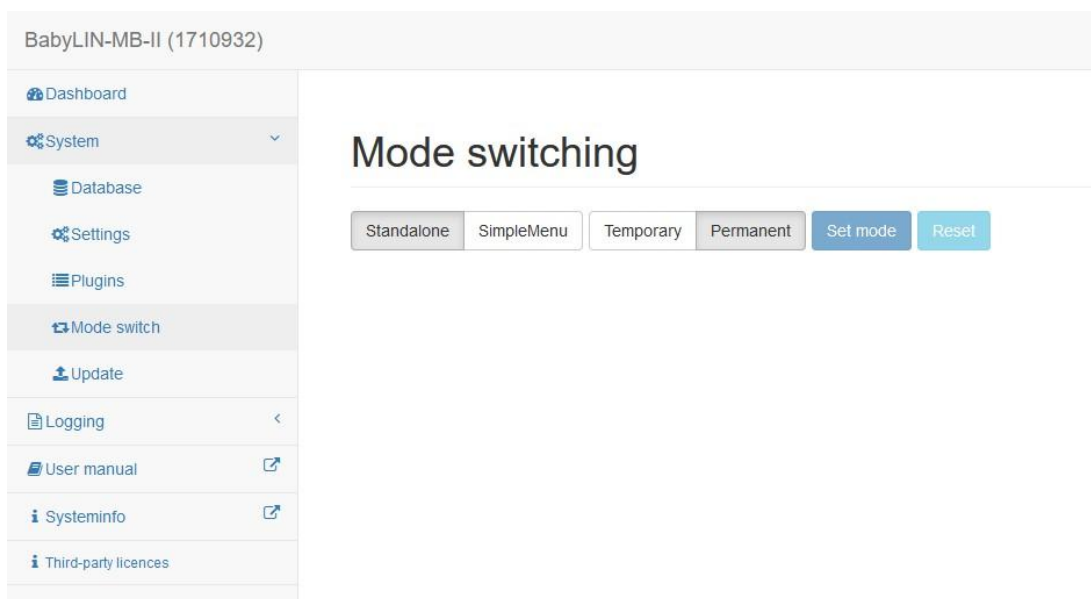 BabyLIN-MB-II (1710932)
Dashboard
System
Database
Settings
Plugins
Mode switch
Update
Logging
User manual
Systeminfo
Third-party licences
Mode switching
Standalone SimpleMenu Temporary Permanent Set mode Reset